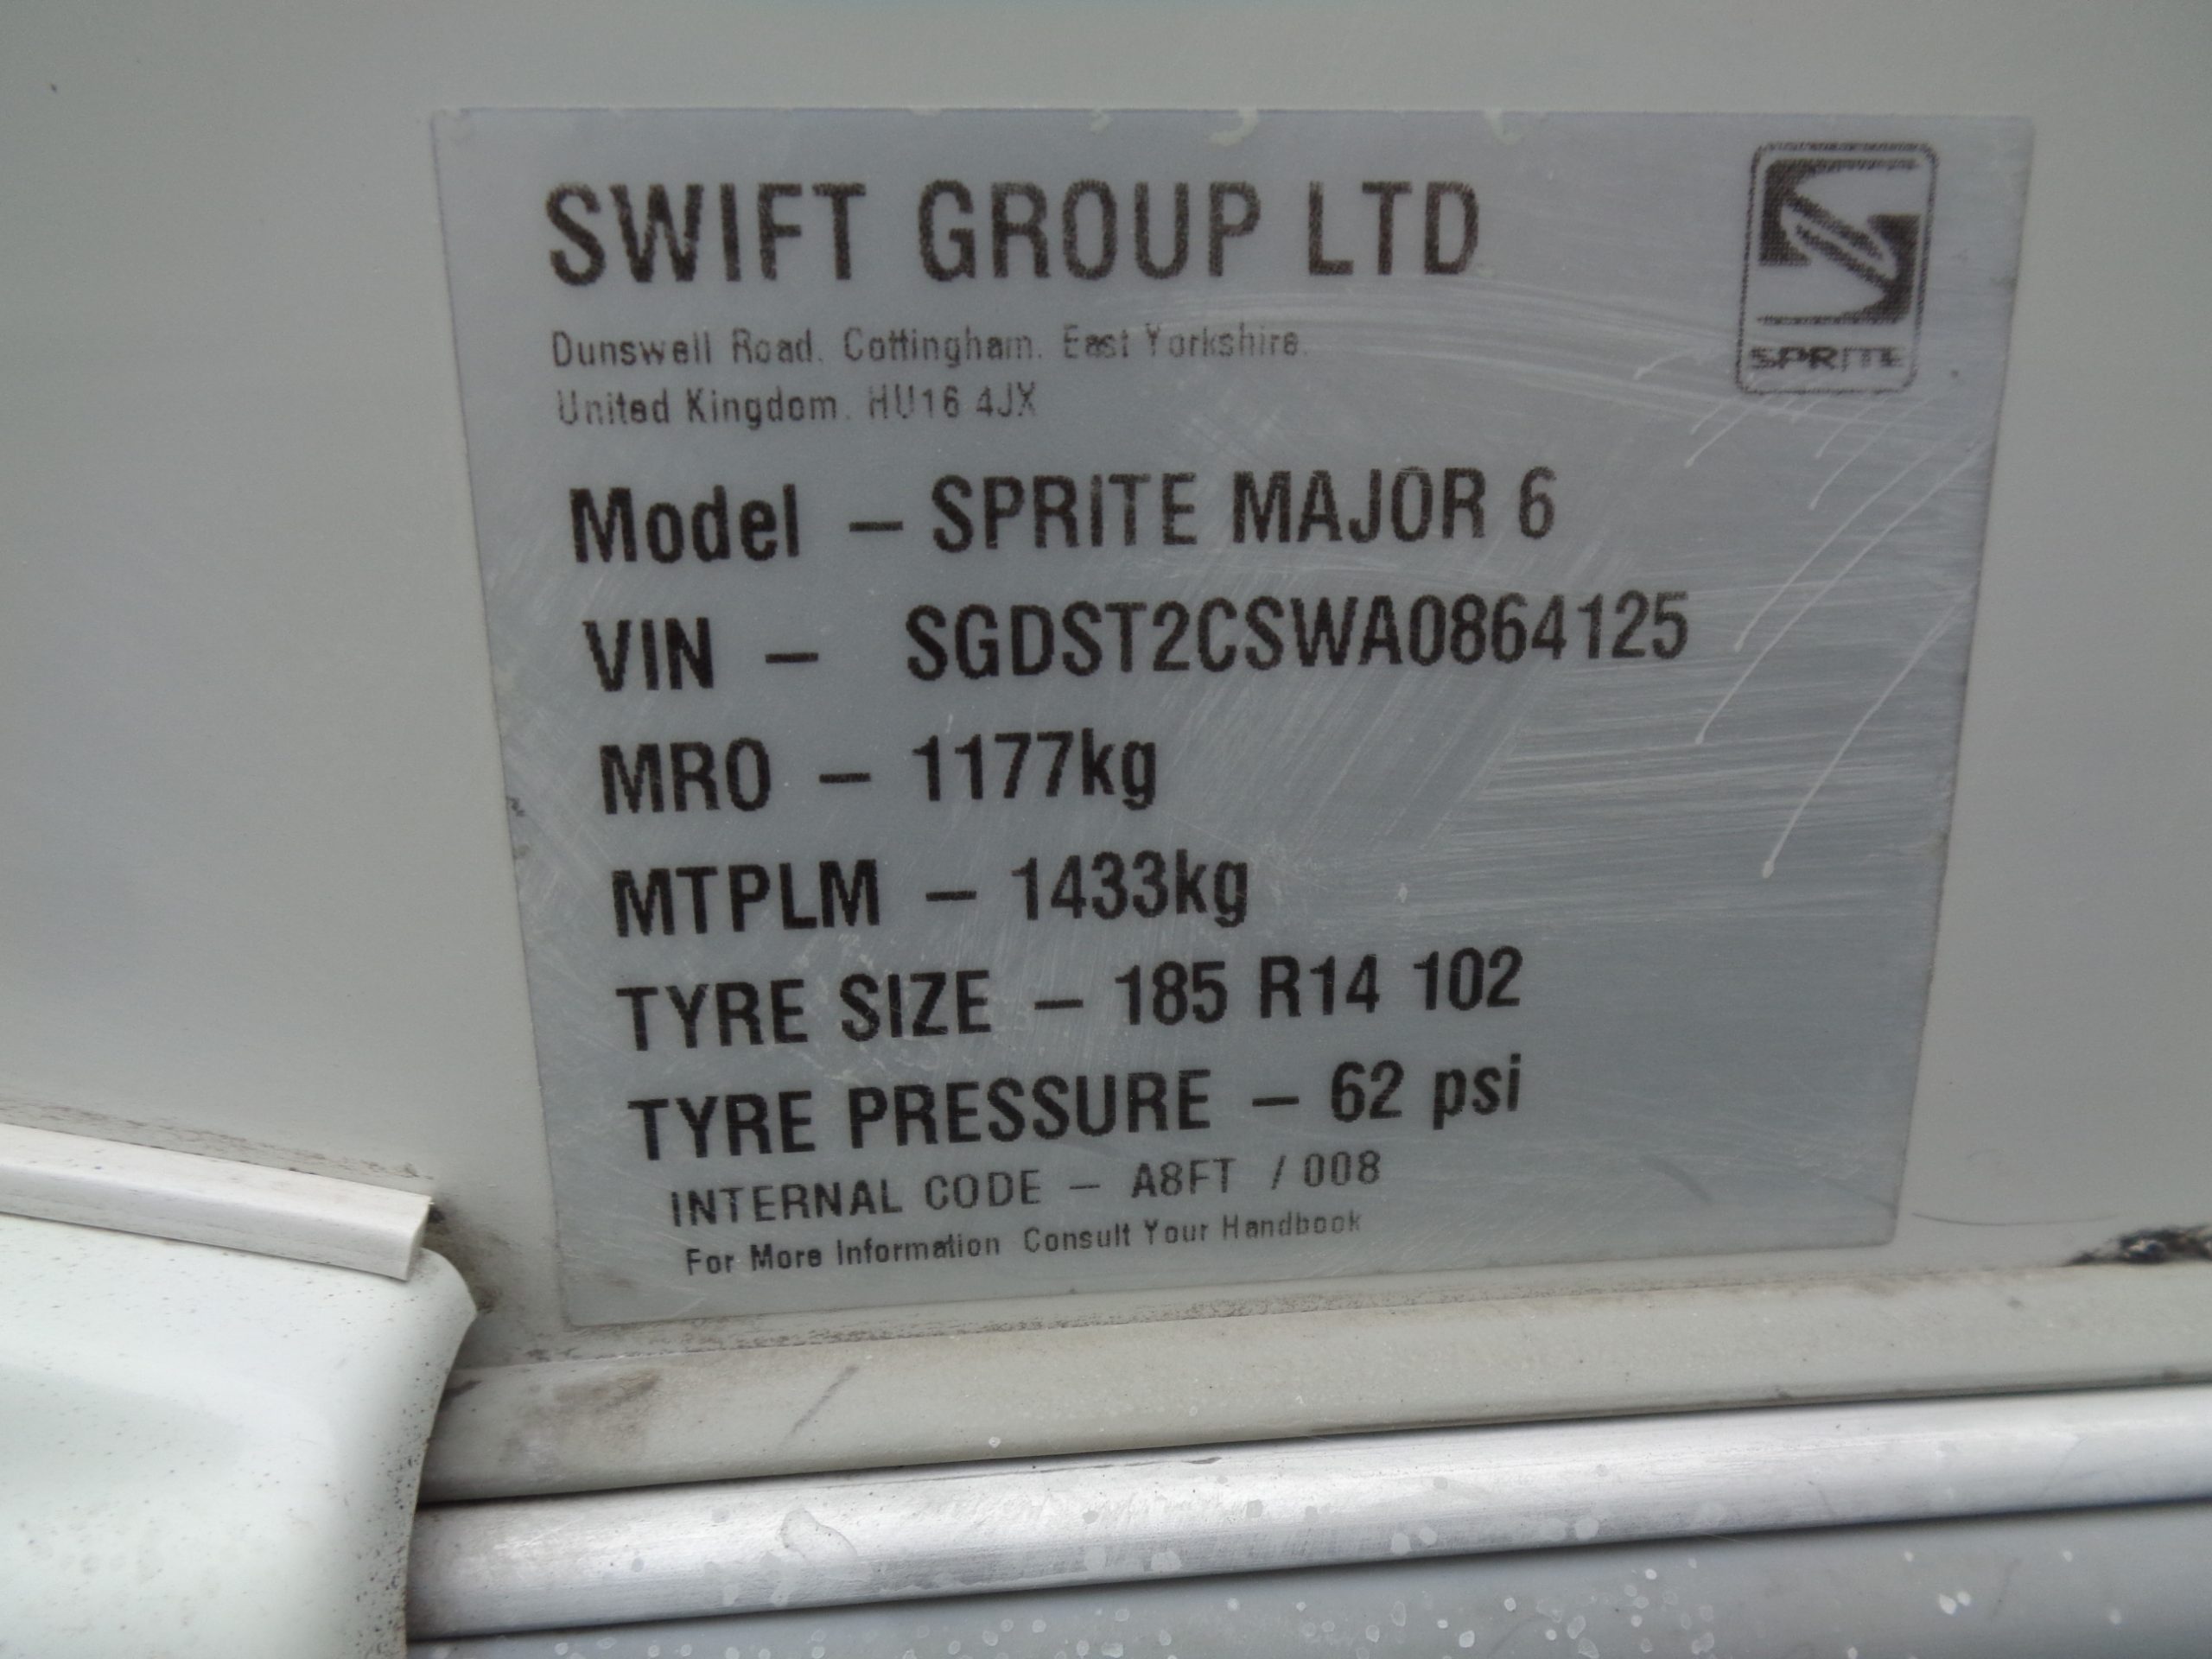 SWIFT GROUP LTD
SPRITE
Dunswell Road. Cottingham. East Yorkshire.
United Kingdom. HU16 4JX
Model – SPRITE MAJOR 6
VIN – SGDST2CSWA0864125
MRO – 1177kg
MTPLM – 1433kg
TYRE SIZE – 185 R14 102
TYRE PRESSURE – 62 psi
INTERNAL CODE – A8FT / 008
For More Information Consult Your Handbook